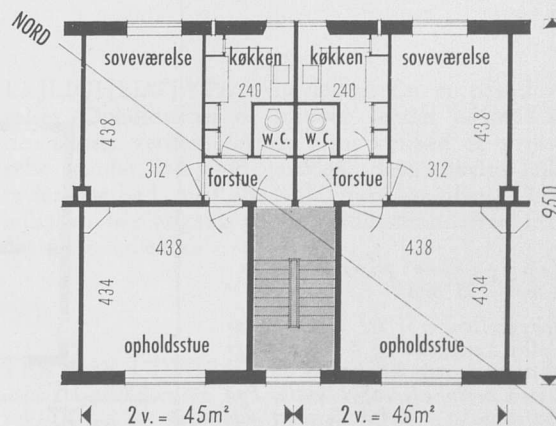 NORD
soveværelse køkken køkken soveværelse
240 240
438 438
w.c. w.c.
312 forstue forstue 312
950
438 438
434 434
opholdsstue opholdsstue
2 v. = 45m² 2 v. = 45m²